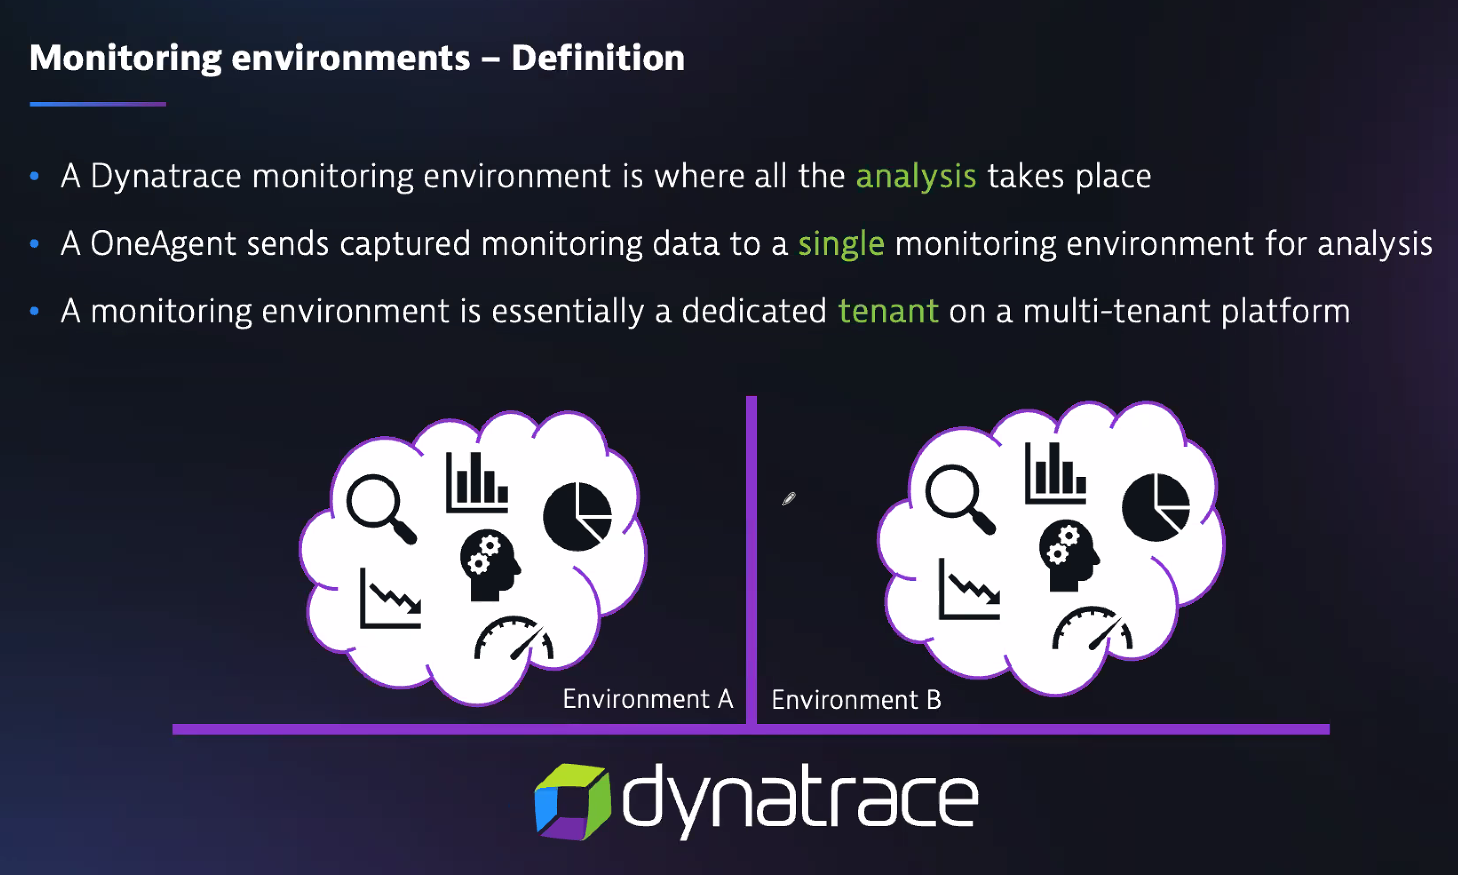 Monitoring environments – Definition
• A Dynatrace monitoring environment is where all the analysis takes place
• A OneAgent sends captured monitoring data to a single monitoring environment for analysis
• A monitoring environment is essentially a dedicated tenant on a multi-tenant platform
Environment A
Environment B
dynatrace